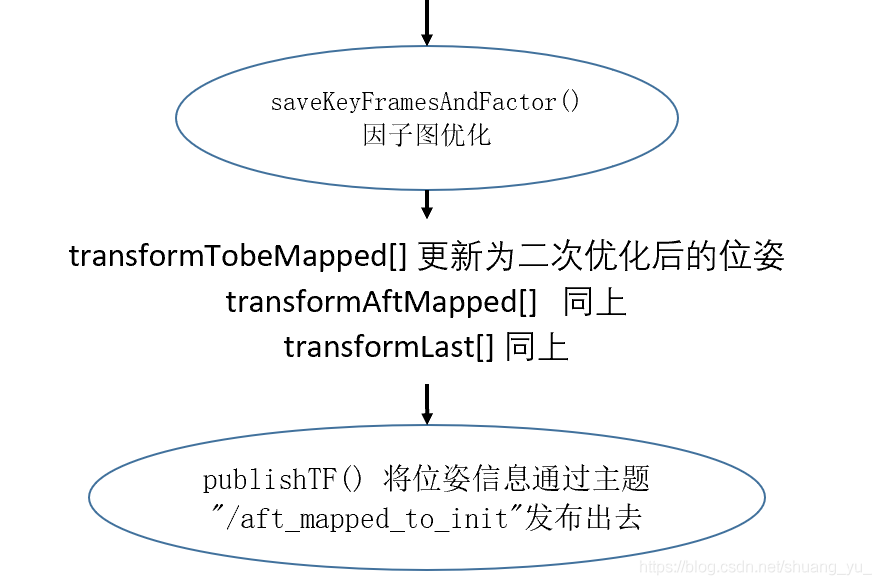 saveKeyFramesAndFactor()
因子图优化
transformTobeMapped[] 更新为二次优化后的位姿
transformAftMapped[] 同上
transformLast[] 同上
publishTF() 将位姿信息通过主题
"/aft_mapped_to_init"发布出去
https://blog.csdn.net/shuang_yu_